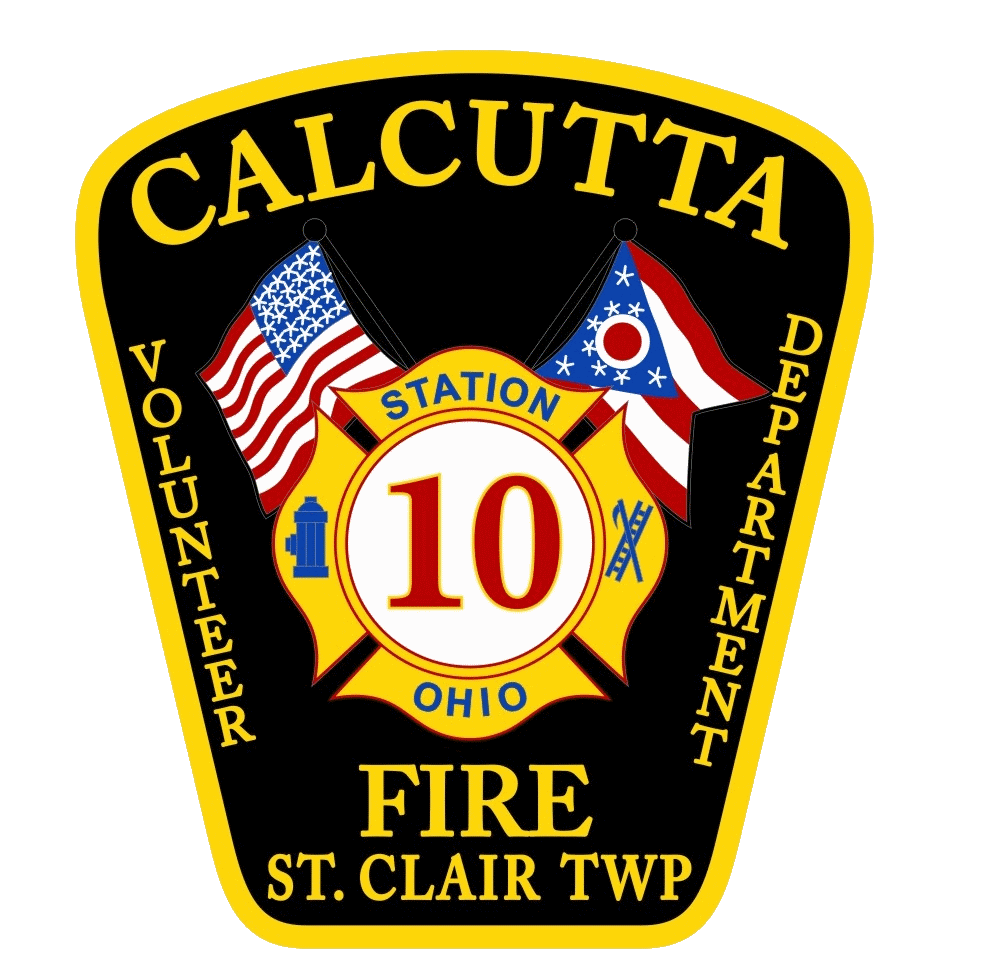 CALCUTTA
VOLUNTEER
DEPARTMENT
STATION
10
OHIO
FIRE
ST. CLAIR TWP